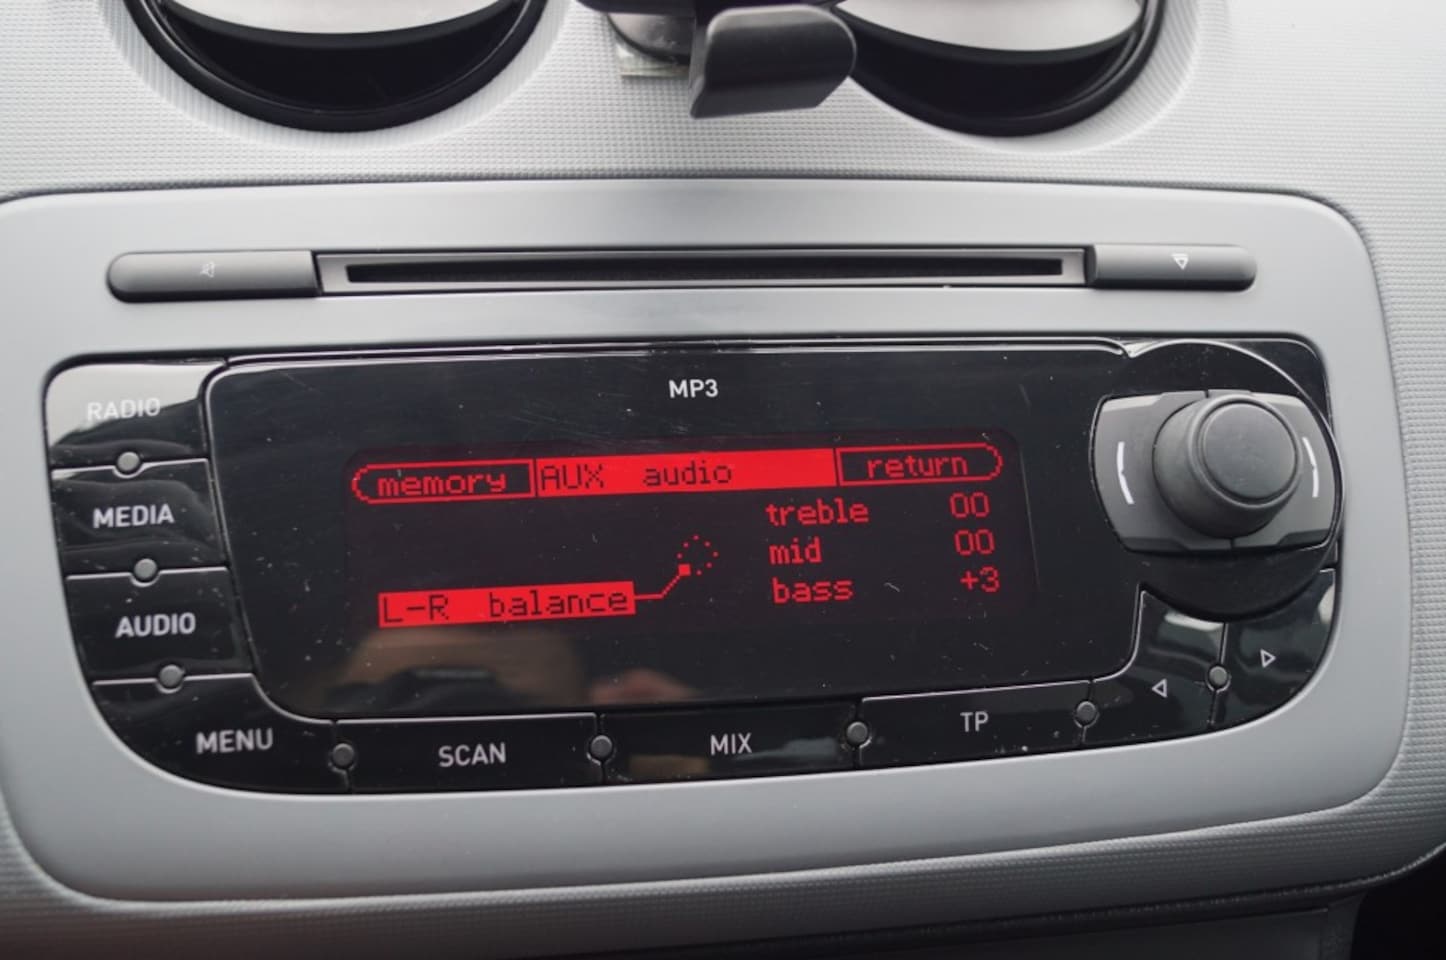 MP3
RADIO
MEDIA
AUDIO
MENU
memory AUX audio return
treble 00
mid 00
bass +3
L-R balance
SCAN MIX TP